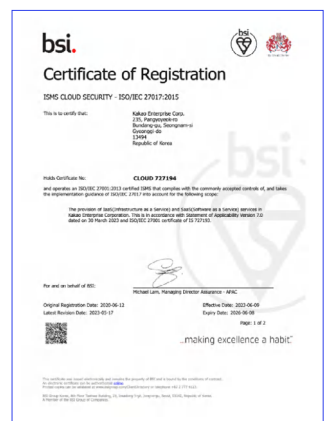 bsi.
bsi
Certificate of Registration
ISMS CLOUD SECURITY - ISO/IEC 27017:2015
This is to certify that:
Kakao Enterprise Corp.
235, Pangyoyeok-ro
Bundang-gu, Seongnam-si
Gyeonggi-do
13494
Republic of Korea
Holds Certificate No:
CLOUD 727194
and operates an ISO/IEC 27001:2013 certified ISMS that complies with the commonly accepted controls of, and takes
the implementation guidance of ISO/IEC 27017 into account for the following scope:
The provision of IaaS(Infrastructure as a Service) and SaaS(Software as a Service) services in
Kakao Enterprise Corporation. This is in accordance with Statement of Applicability Version 7.0
dated on 30 March 2023 and ISO/IEC 27001 certificate of IS 727193.
For and on behalf of BSI:
Michael Lam, Managing Director Assurance - APAC
Original Registration Date: 2020-06-12
Effective Date: 2023-06-09
Latest Revision Date: 2023-05-17
Expiry Date: 2026-06-08
Page: 1 of 2
...making excellence a habit.™